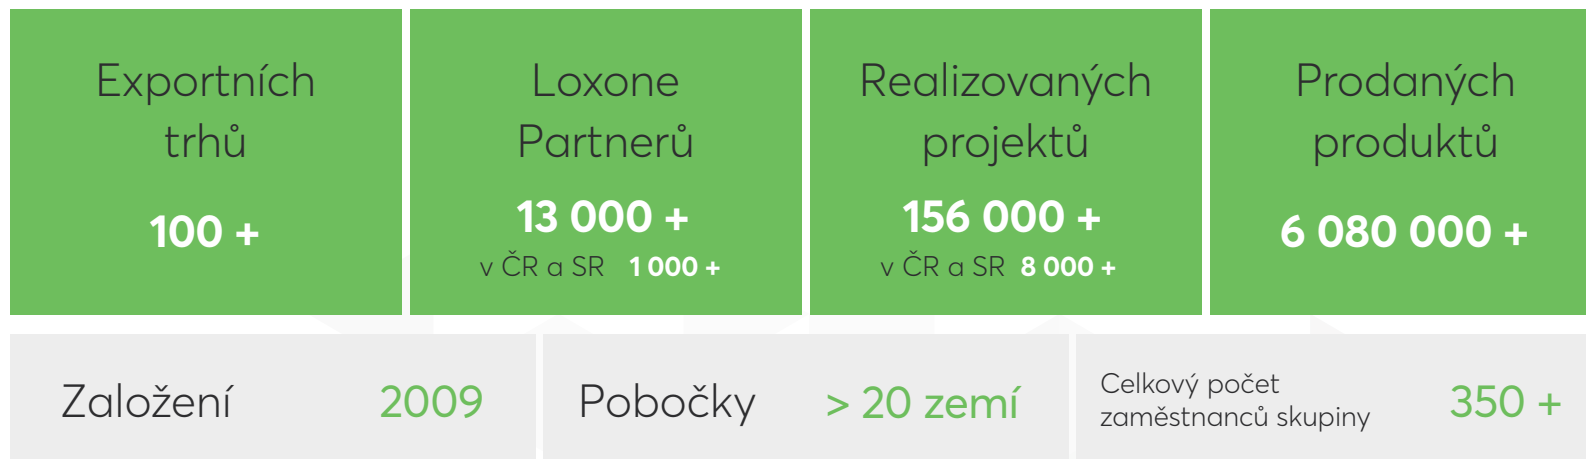 Exportních
trhů
100 +
Loxone
Partnerů
13 000 +
v ČR a SR 1 000 +
Realizovaných
projektů
156 000 +
v ČR a SR 8 000 +
Prodaných
produktů
6 080 000 +
Založení 2009
Pobočky > 20 zemí
Celkový počet
zaměstnanců skupiny
350 +